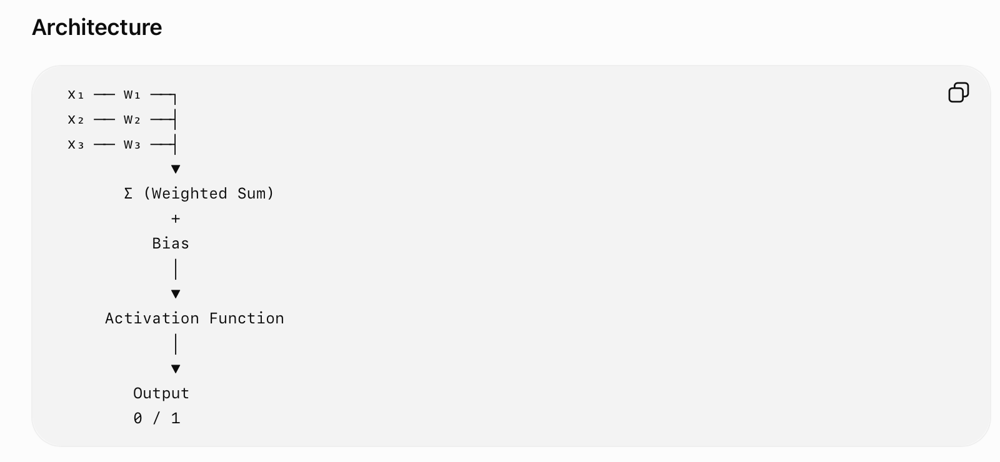 Architecture
x₁ ── w₁ ──┐
x₂ ── w₂ ──┤
x₃ ── w₃ ──┤
▼
Σ (Weighted Sum)
+
Bias
│
▼
Activation Function
│
▼
Output
0 / 1